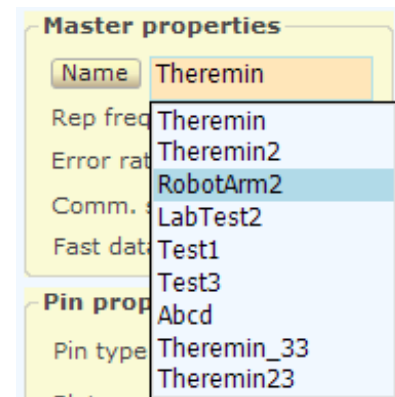 Master properties
Name Theremin
Rep freq
Theremin
Error rat
Theremin2
RobotArm2
Comm.
LabTest2
Fast data
Test1
Test3
Pin prop
Abcd
Pin type
Theremin_33
Theremin23